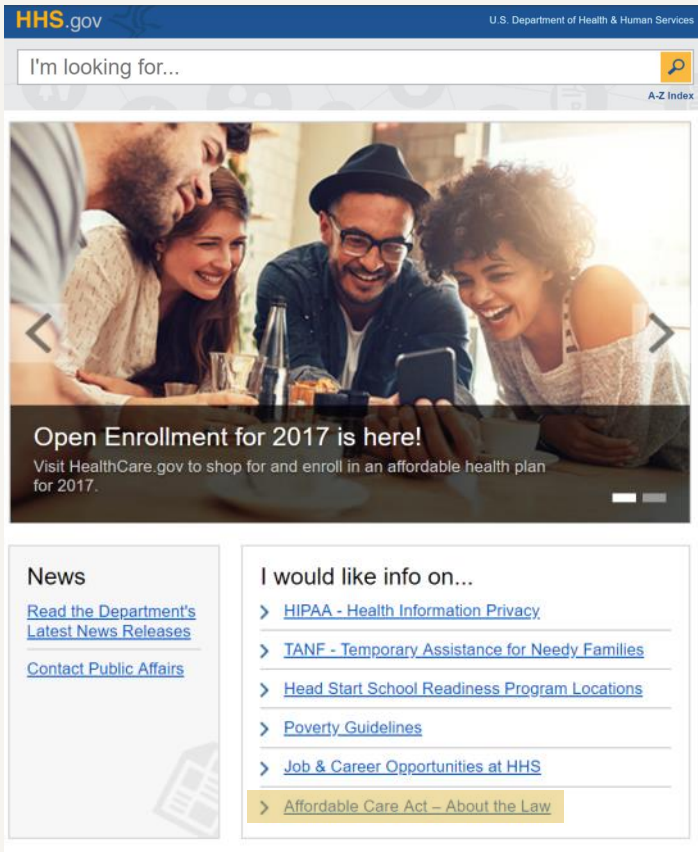 HHS.gov
U.S. Department of Health & Human Services
I'm looking for...
A-Z Index
Open Enrollment for 2017 is here!
Visit HealthCare.gov to shop for and enroll in an affordable health plan
for 2017.
News
Read the Department's
Latest News Releases
Contact Public Affairs
I would like info on...
HIPAA - Health Information Privacy
TANF - Temporary Assistance for Needy Families
Head Start School Readiness Program Locations
Poverty Guidelines
Job & Career Opportunities at HHS
Affordable Care Act – About the Law